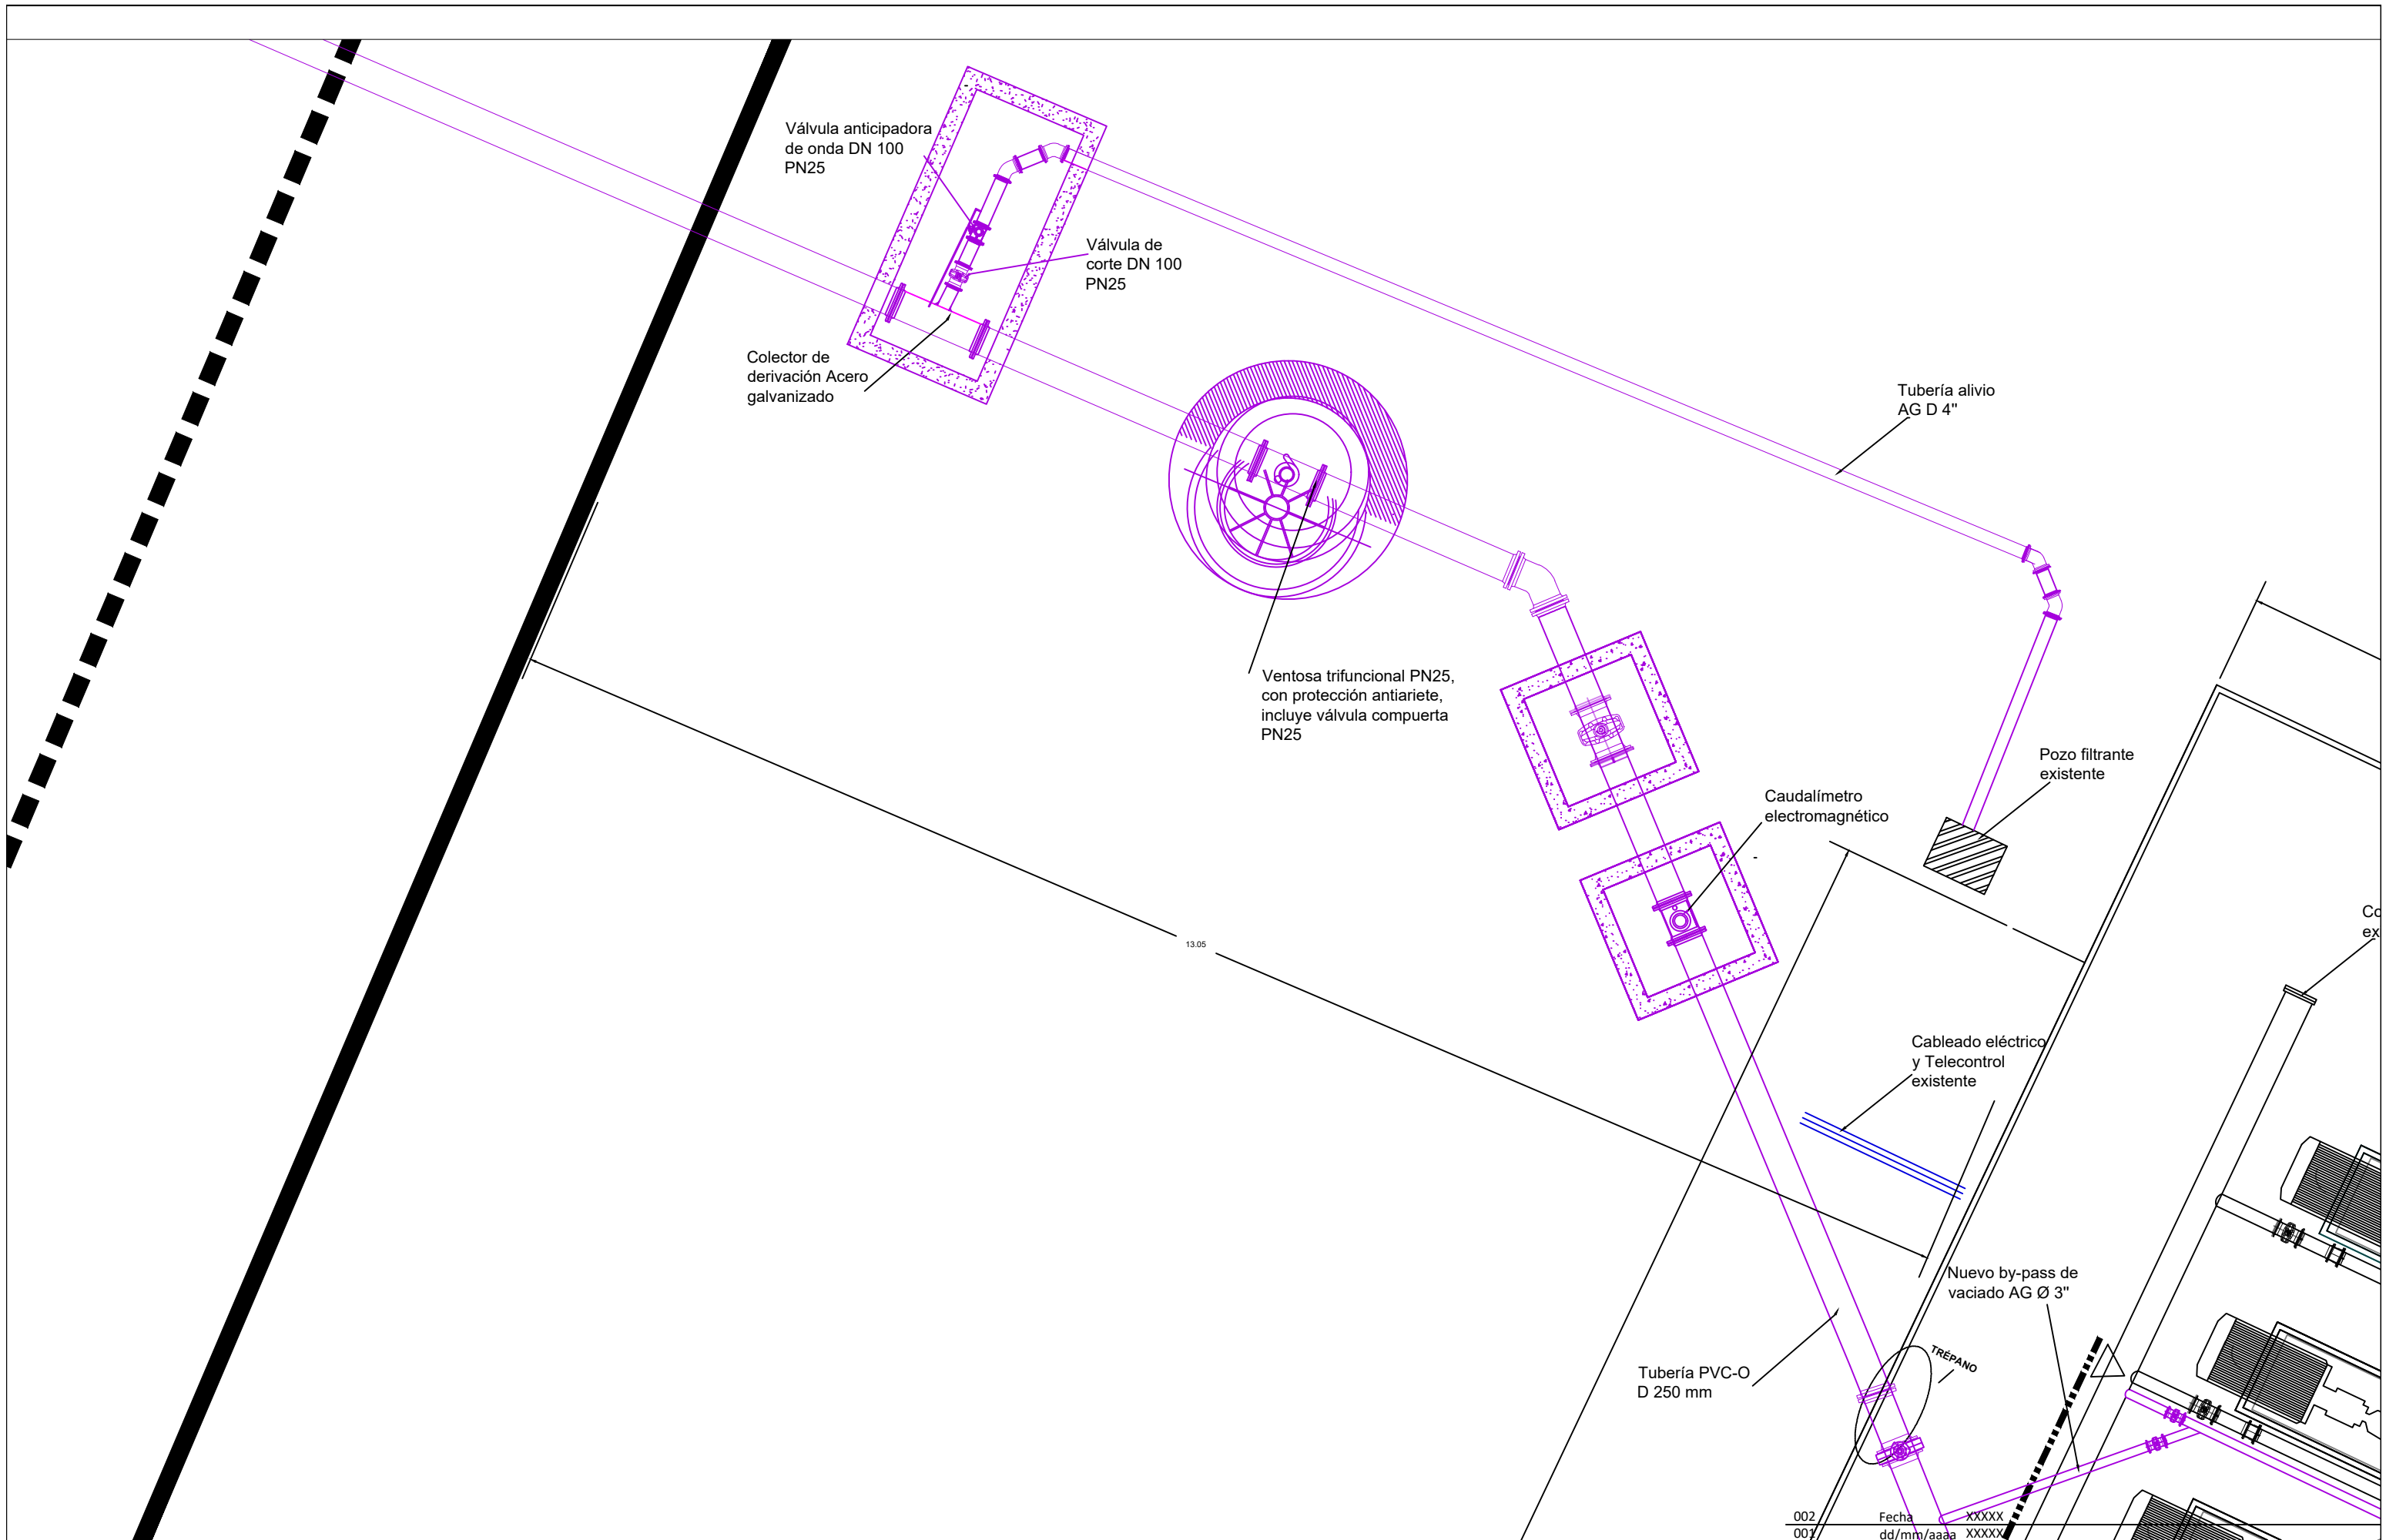 Válvula anticipadora
de onda DN 100
PN25
Válvula de
corte DN 100
PN25
Colector de
derivación Acero
galvanizado
Tubería alivio
AG D 4"
Ventosa trifuncional PN25,
con protección antiariete,
incluye válvula compuerta
PN25
Pozo filtrante
existente
Caudalímetro
electromagnético
Co
ex
13.05
Cableado eléctrico
y Telecontrol
existente
Nuevo by-pass de
vaciado AG Ø 3"
TRÉPANO
Tubería PVC-O
D 250 mm
002 Fecha XXXXX
001 dd/mm/aaaa XXXXX